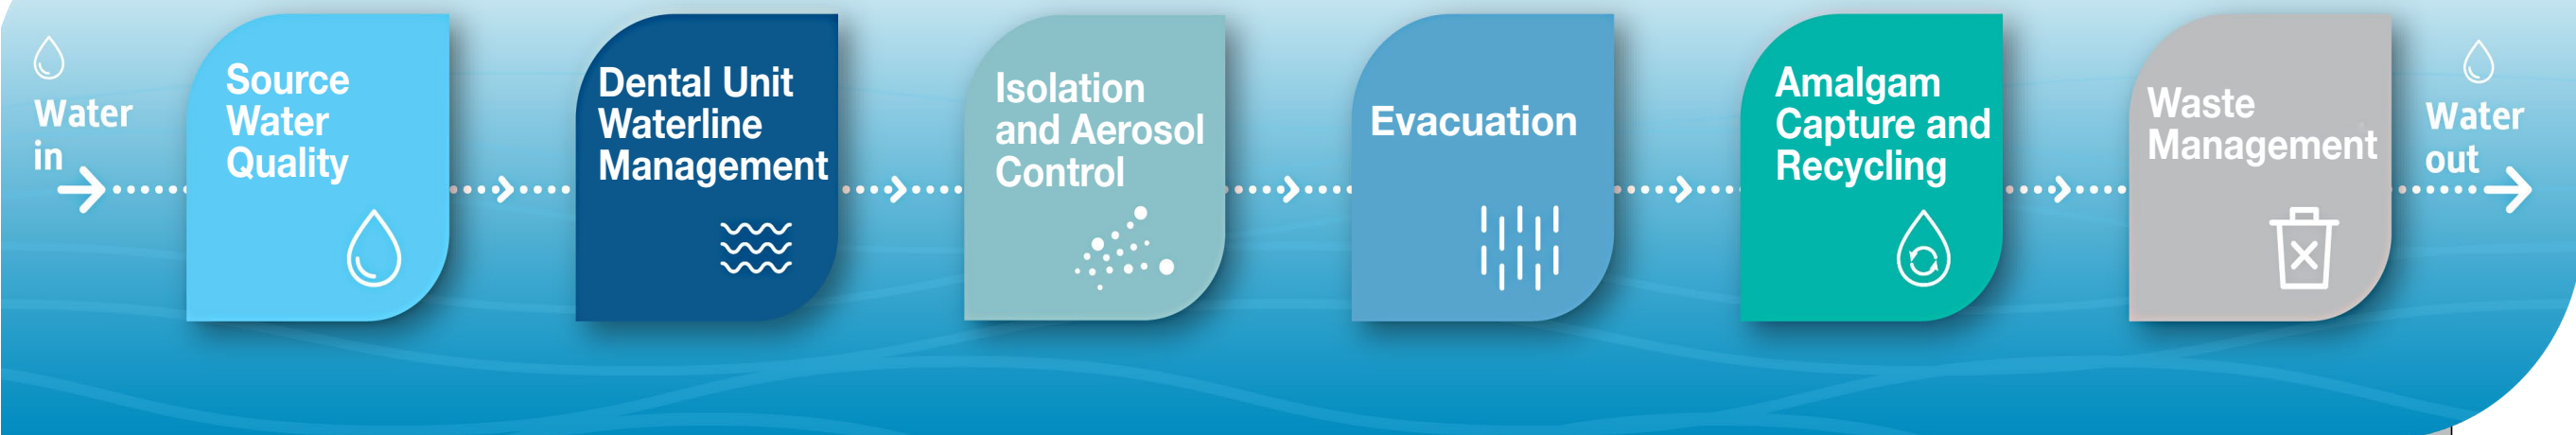 Water
in
Source
Water
Quality
Dental Unit
Waterline
Management
Isolation
and Aerosol
Control
Evacuation
Amalgam
Capture and
Recycling
Waste
Management
Water
out